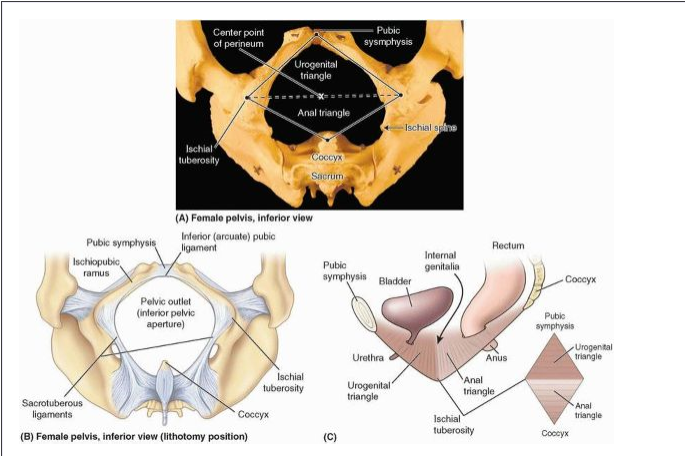 Center point
of perineum
Pubic
sysmphysis
Urogenital
triangle
Anal triangle
Ischial spine
Ischial
tuberosity
Coccyx
Sacrum
(A) Female pelvis, inferior view
Pubic symphysis
Inferior (arcuate) pubic
ligament
Ischiopubic
ramus
Pelvic outlet
(inferior pelvic
aperture)
Ischial
tuberosity
Sacrotuberous
ligaments
Coccyx
(B) Female pelvis, inferior view (lithotomy position)
Pubic
symphysis
Bladder
Internal
genitalia
Rectum
Coccyx
Urethra
Anus
Urogenital
triangle
Anal
triangle
Ischial
tuberosity
Pubic
symphysis
Urogenital
triangle
Anal
triangle
Coccyx
(C)